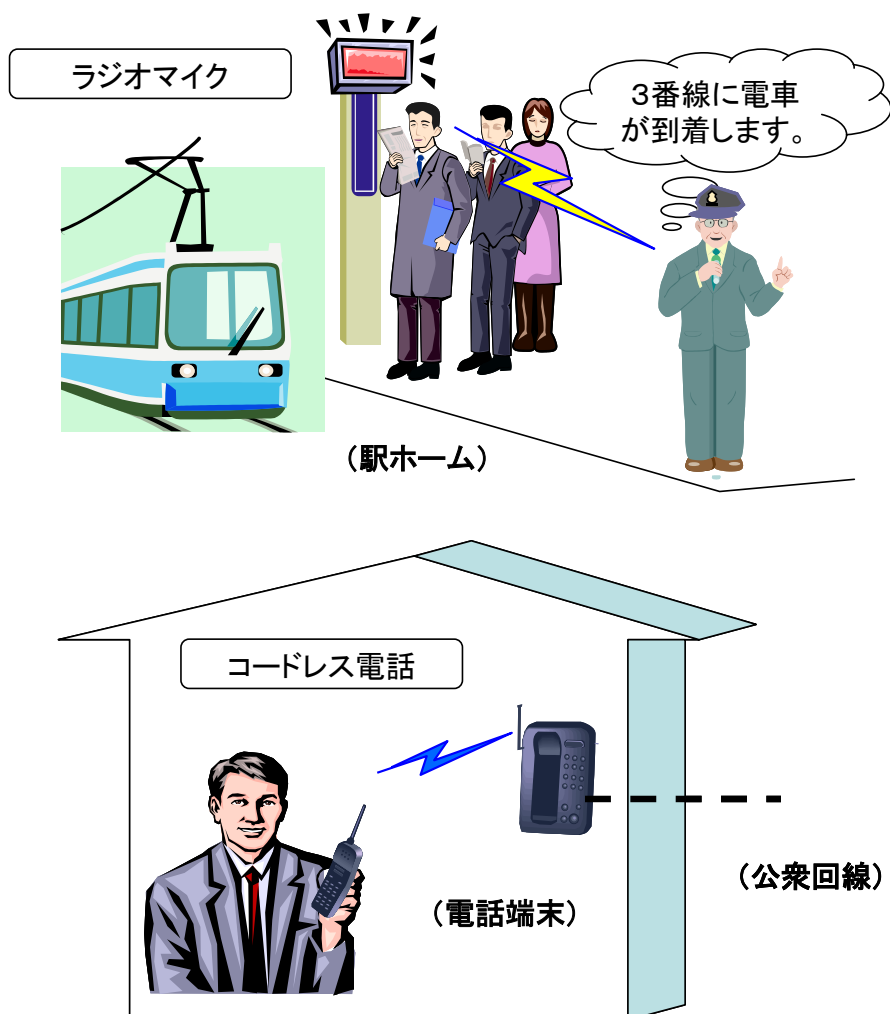 ラジオマイク
３番線に電車
が到着します。
（駅ホーム）
コードレス電話
（公衆回線）
（電話端末）